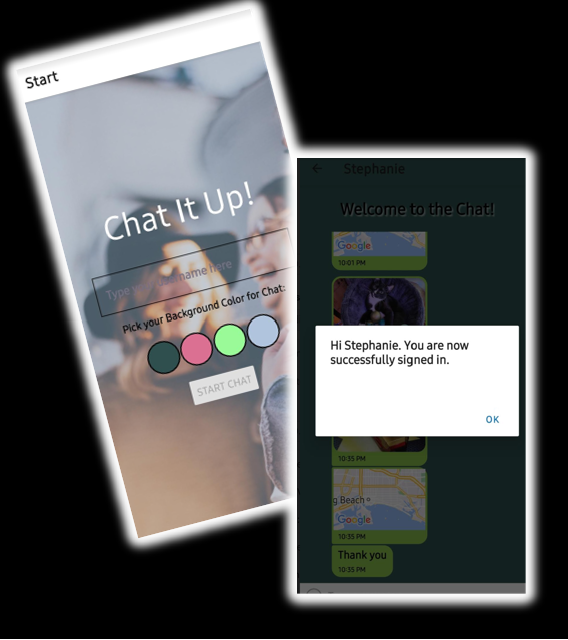 Start
Chat It Up!
Type your name here
Pick your Background Color for Chat:
START CHAT
Stephanie
Welcome to the Chat!
Google
10:01 PM
Hi Stephanie. You are now
successfully signed in.
OK
10:35 PM
g Beach
Google
10:35 PM
Thank you
10:35 PM